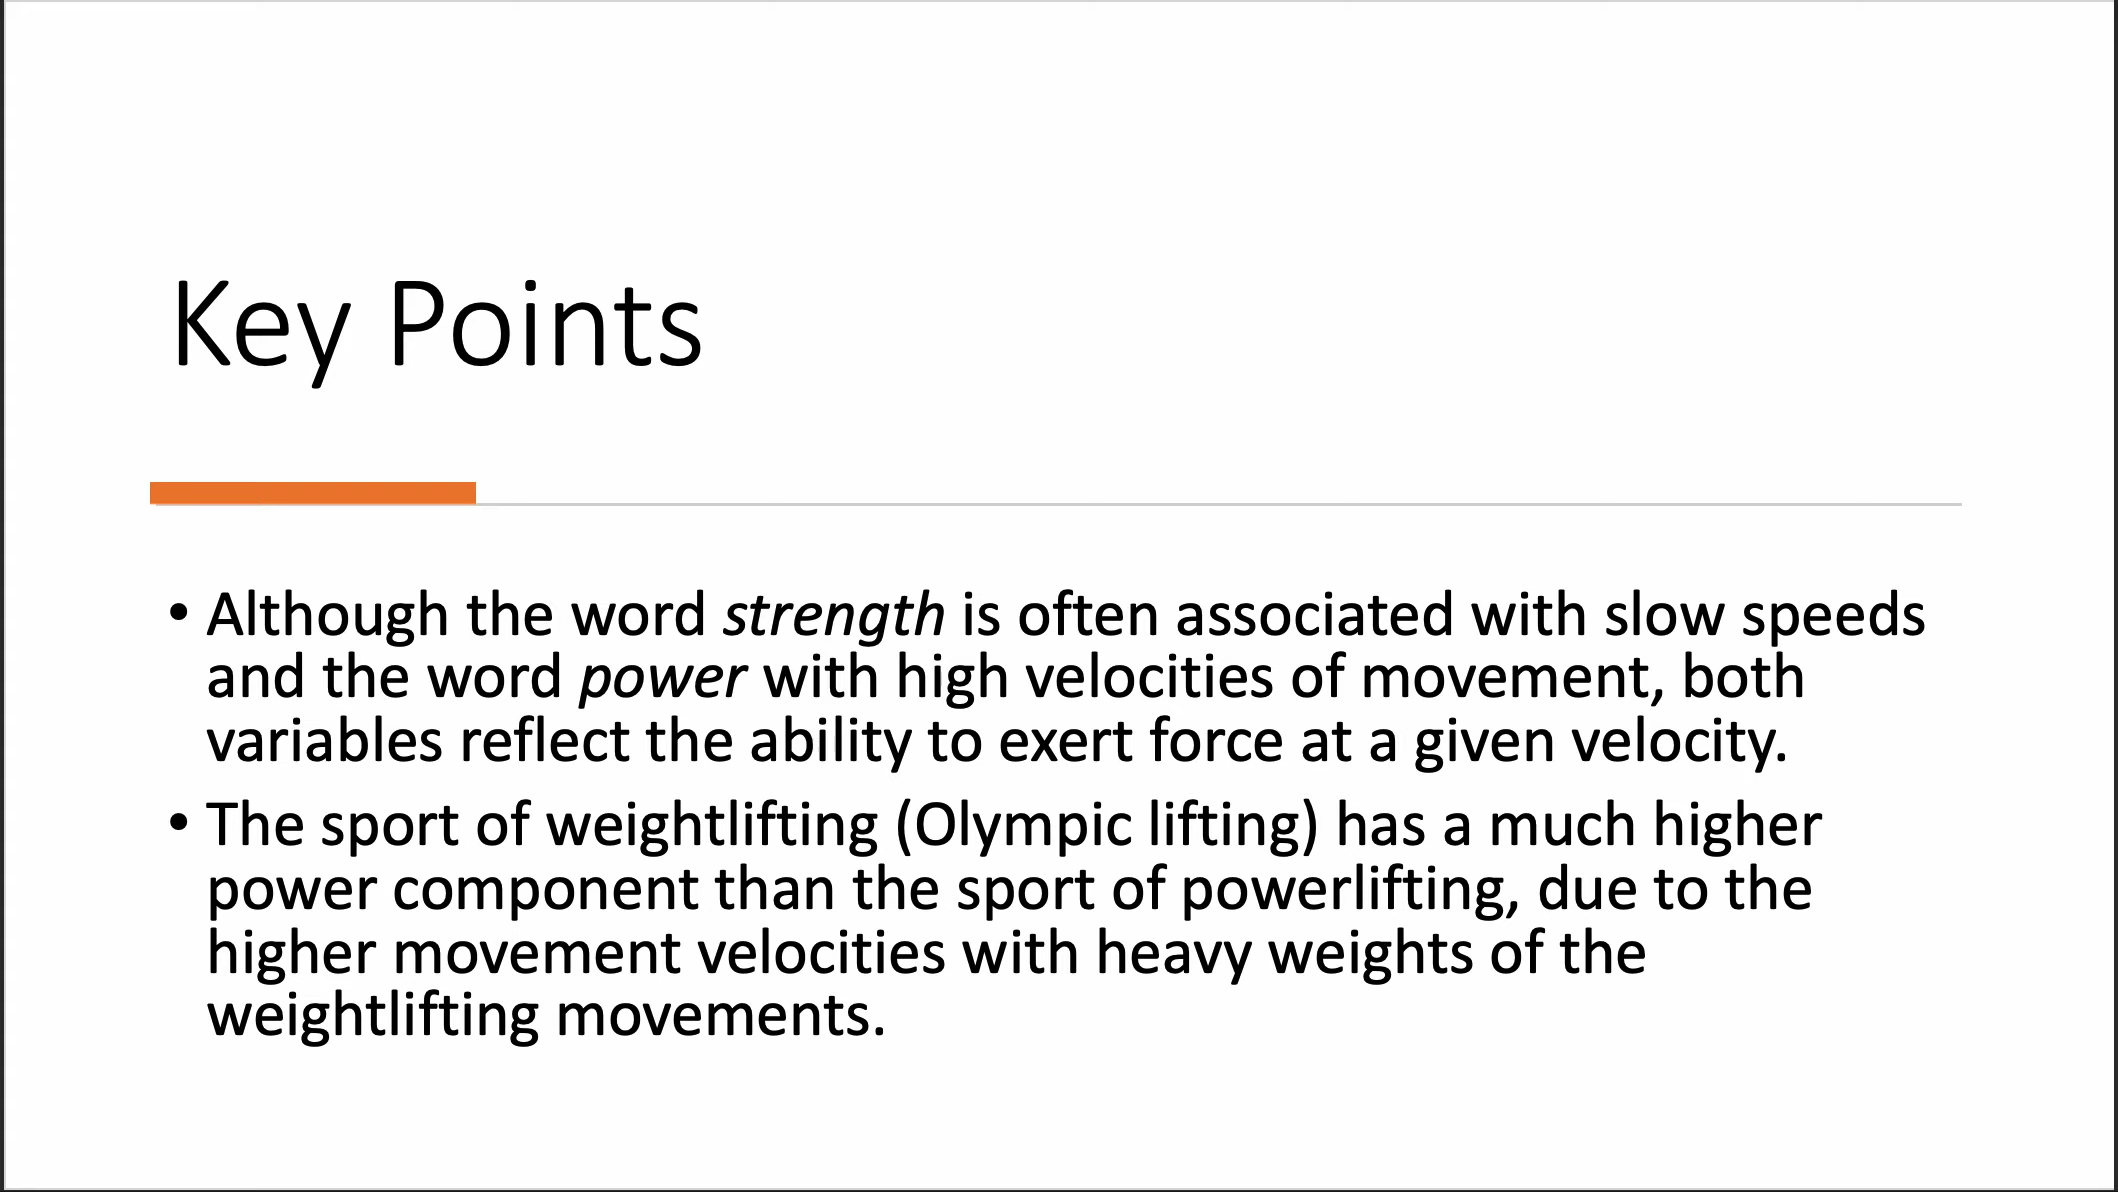 Key Points
• Although the word strength is often associated with slow speeds
and the word power with high velocities of movement, both
variables reflect the ability to exert force at a given velocity.
• The sport of weightlifting (Olympic lifting) has a much higher
power component than the sport of powerlifting, due to the
higher movement velocities with heavy weights of the
weightlifting movements.